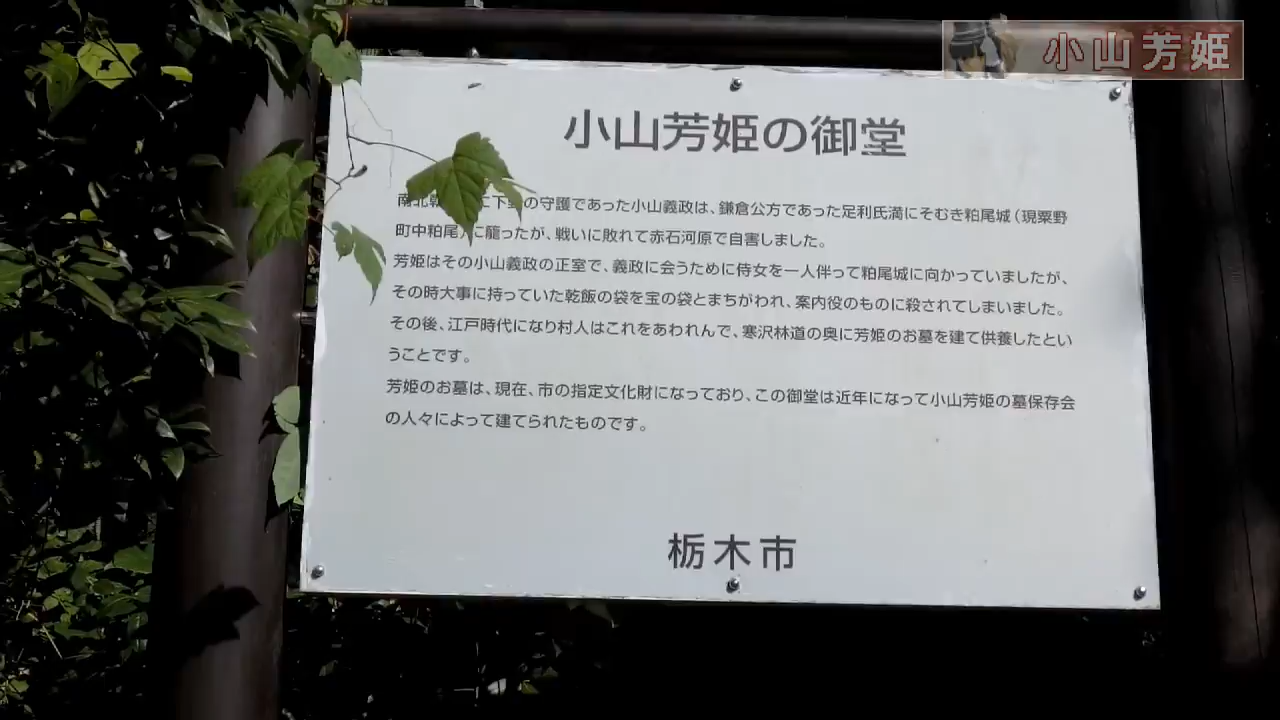 小山芳姫
小山芳姫の御堂
南北 に下 の守護であった小山義政は、鎌倉公方であった足利氏満にそむき粕尾城(現粟野
町中粕尾)に籠ったが、戦いに敗れて赤石河原で自害しました。
芳姫はその小山義政の正室で、義政に会うために侍女を一人伴って粕尾城に向かっていましたが、
その時大事に持っていた乾飯の袋を宝の袋とまちがわれ、案内役のものに殺されてしまいました。
その後、江戸時代になり村人はこれをあわれんで、寒沢林道の奥に芳姫のお墓を建て供養したとい
うことです。
芳姫のお墓は、現在、市の指定文化財になっており、この御堂は近年になって小山芳姫の墓保存会
の人々によって建てられたものです。
栃木市